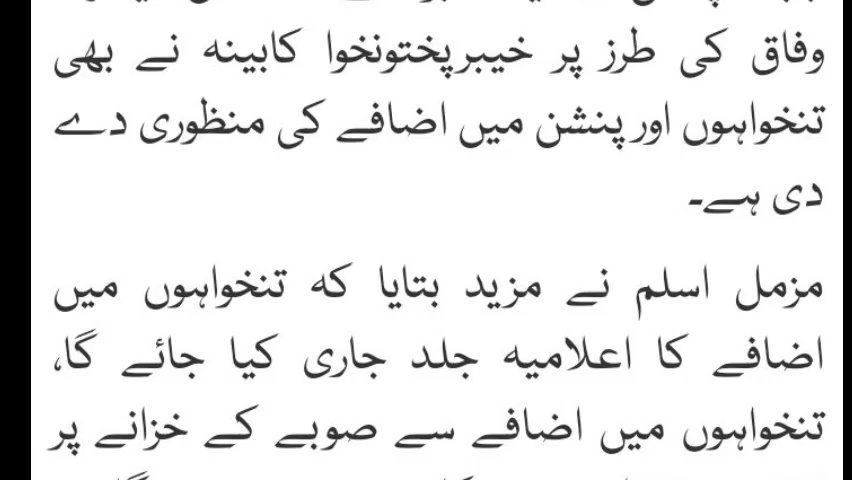 وفاق کی طرز پر خیبرپختونخوا کابینہ نے بھی
تنخواہوں اور پنشن میں اضافے کی منظوری دے
دی ہے۔
مزمل اسلم نے مزید بتایا کہ تنخواہوں میں
اضافے کا اعلامیہ جلد جاری کیا جائے گا،
تنخواہوں میں اضافے سے صوبے کے خزانے پر